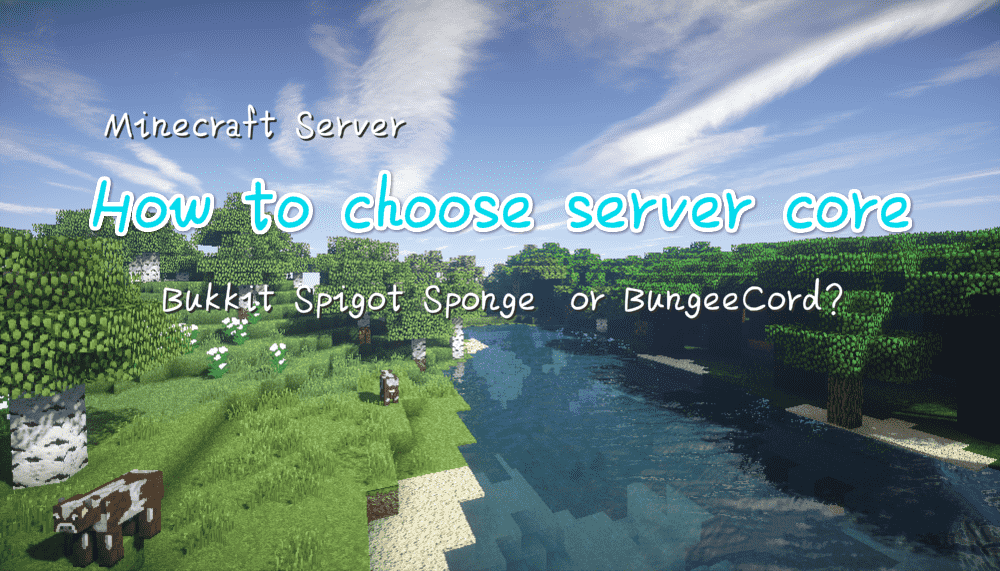 Minecraft Server
How to choose server core
Bukkit Spigot Sponge or BungeeCord?